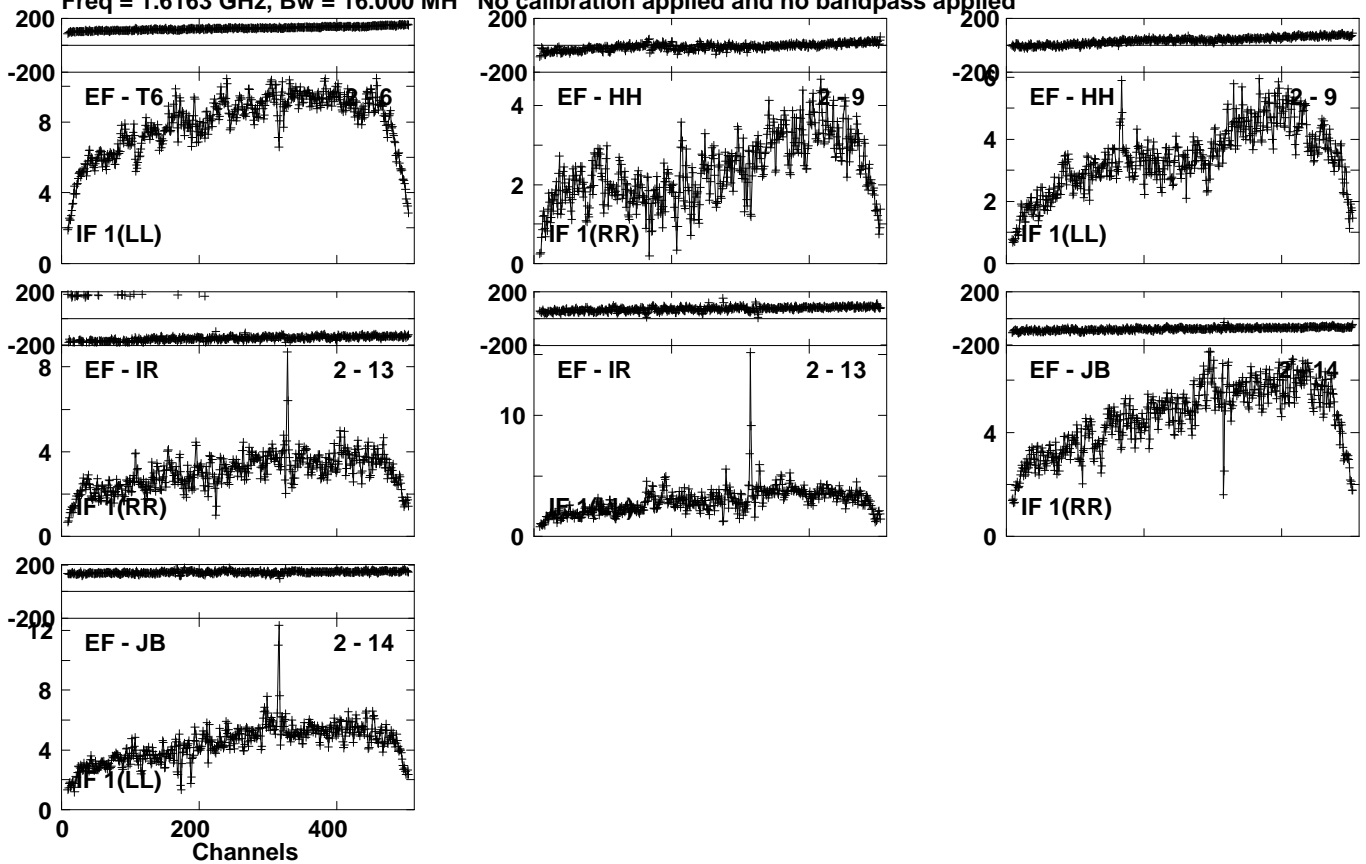 Freq = 1.6163 GHz, Bw = 16.000 MH No calibration applied and no bandpass applied
200
-200
EF - T6
2 - 6
8
4
0
IF 1(LL)
EF - HH
2 - 9
4
2
0
IF 1(RR)
200
-200
6
EF - HH
2 - 9
4
2
0
IF 1(LL)
200
-200
8
EF - IR
2 - 13
4
0
IF 1(RR)
200
-200
EF - IR
2 - 13
10
0
IF 1(LL)
200
-200
EF - JB
2 - 14
4
0
IF 1(RR)
200
-200
12
EF - JB
2 - 14
8
4
0
IF 1(LL)
0
200
400
Channels